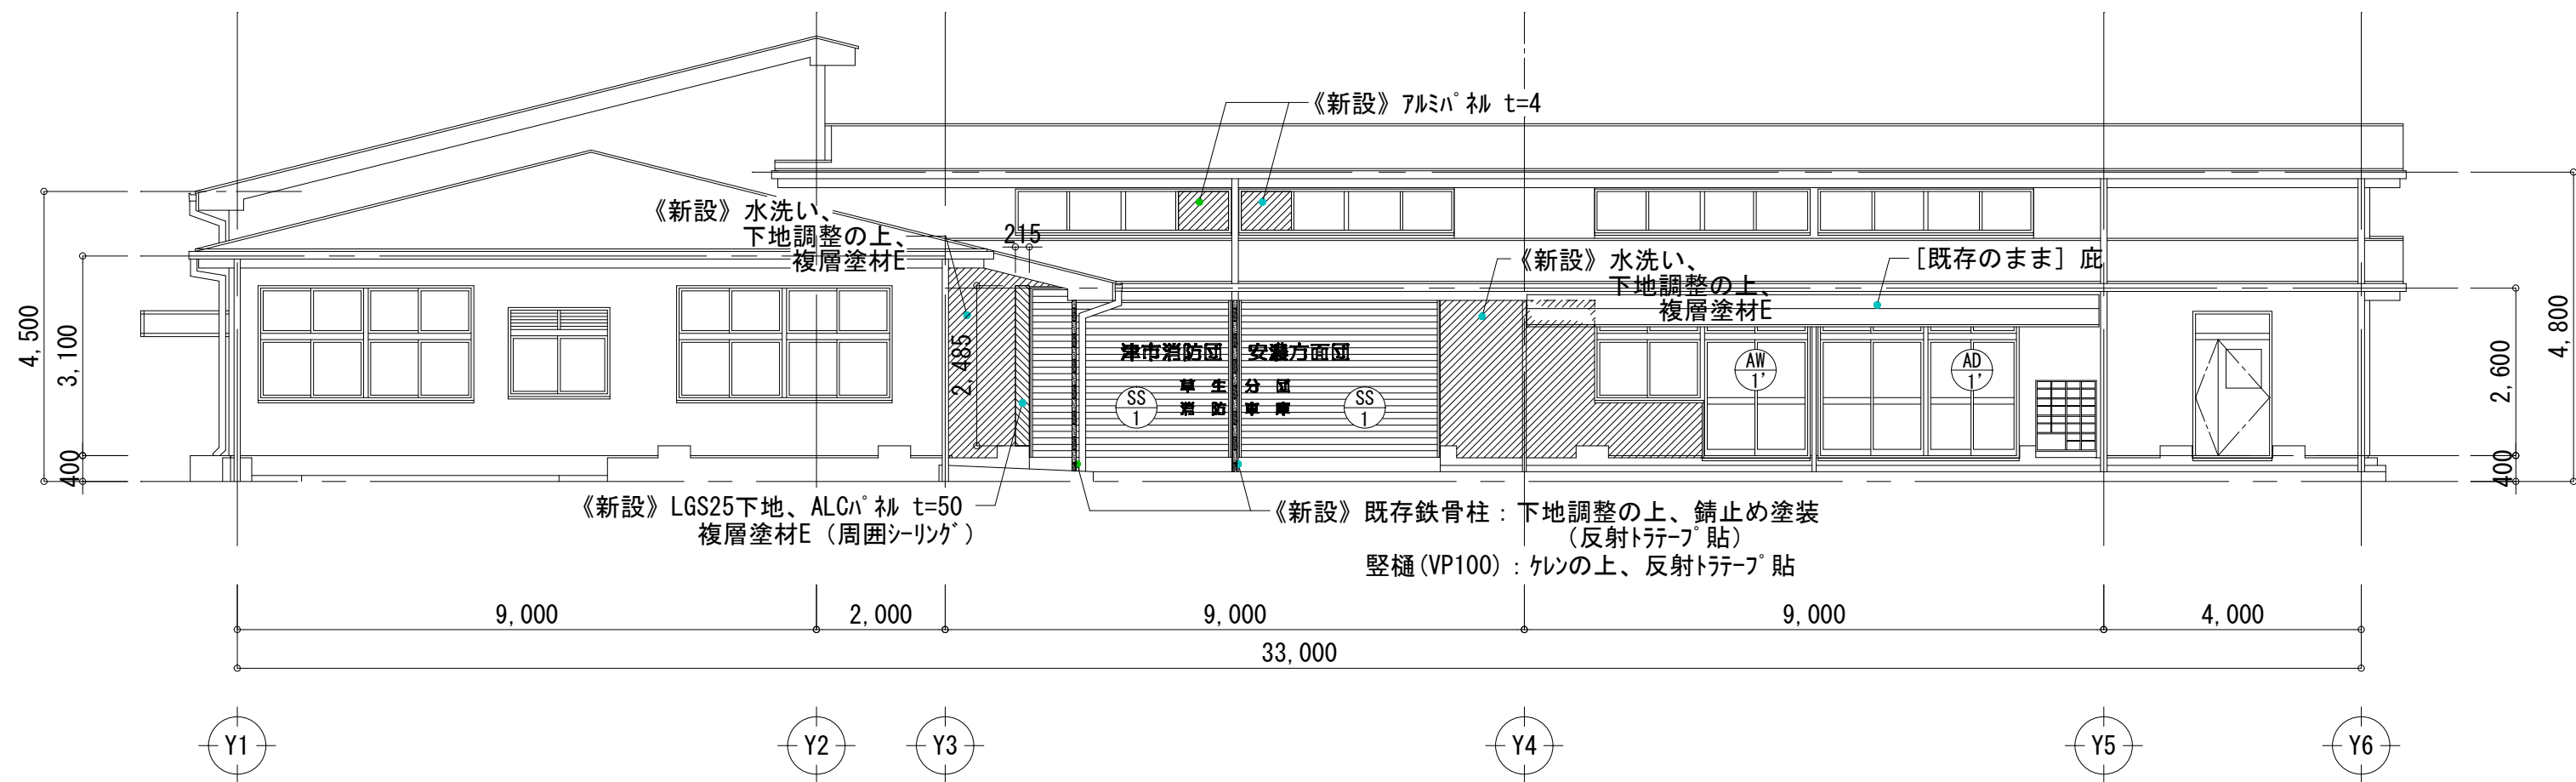 《新設》アルミパネル t=4
《新設》水洗い、
下地調整の上、
複層塗材E
215
《新設》水洗い、
下地調整の上、
複層塗材E
[既存のまま] 庇
4,500
3,100
400
2,485
津市消防団 安濃方面団
草生分団
消防車庫
SS
1
SS
1
AW
1'
AD
1'
2,600
4,800
400
《新設》LGS25下地、ALCパネル t=50
複層塗材E（周囲シーリング）
《新設》既存鉄骨柱：下地調整の上、錆止め塗装
（反射トラテープ貼）
竪樋(VP100)：ケレンの上、反射トラテープ貼
9,000
2,000
9,000
9,000
4,000
33,000
Y1
Y2
Y3
Y4
Y5
Y6